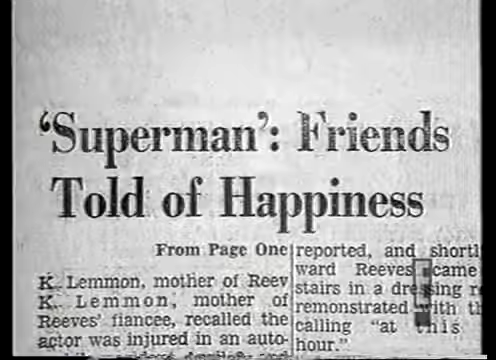 ‘Superman’: Friends
Told of Happiness
From Page One
K. Lemmon, mother of Reev
K. Lemmon, mother of
Reeves' fiancee, recalled the
actor was injured in an auto-
reported, and shortl
ward Reeves came
stairs in a dressing
remonstrated with th
calling "at this
hour."